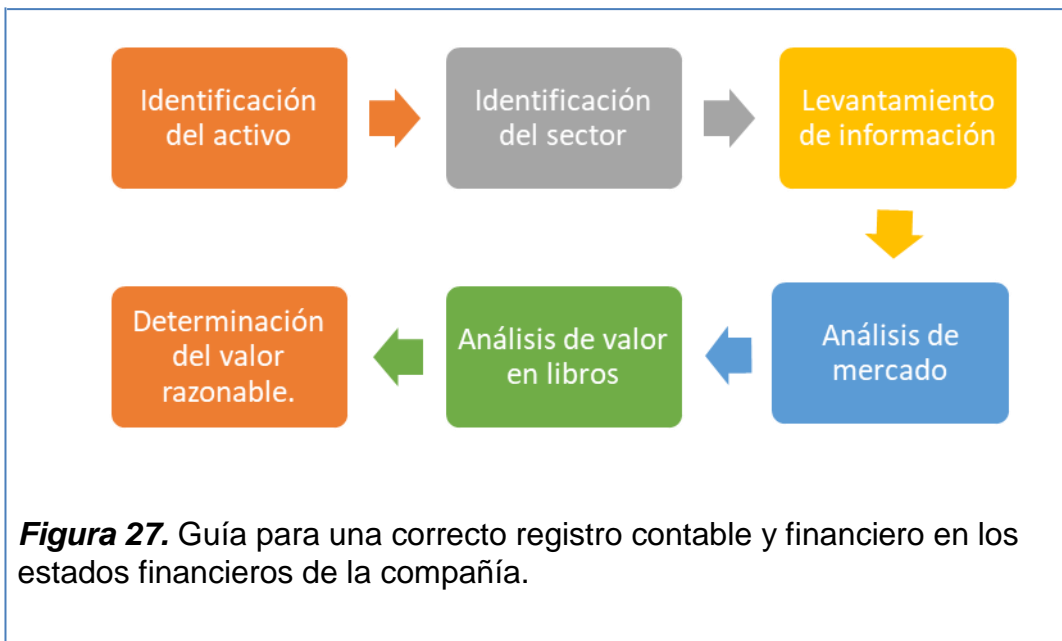 Identificación
del activo
Identificación
del sector
Levantamiento
de información
Análisis de
mercado
Análisis de valor
en libros
Determinación
del valor
razonable.
Figura 27. Guía para una correcto registro contable y financiero en los
estados financieros de la compañía.